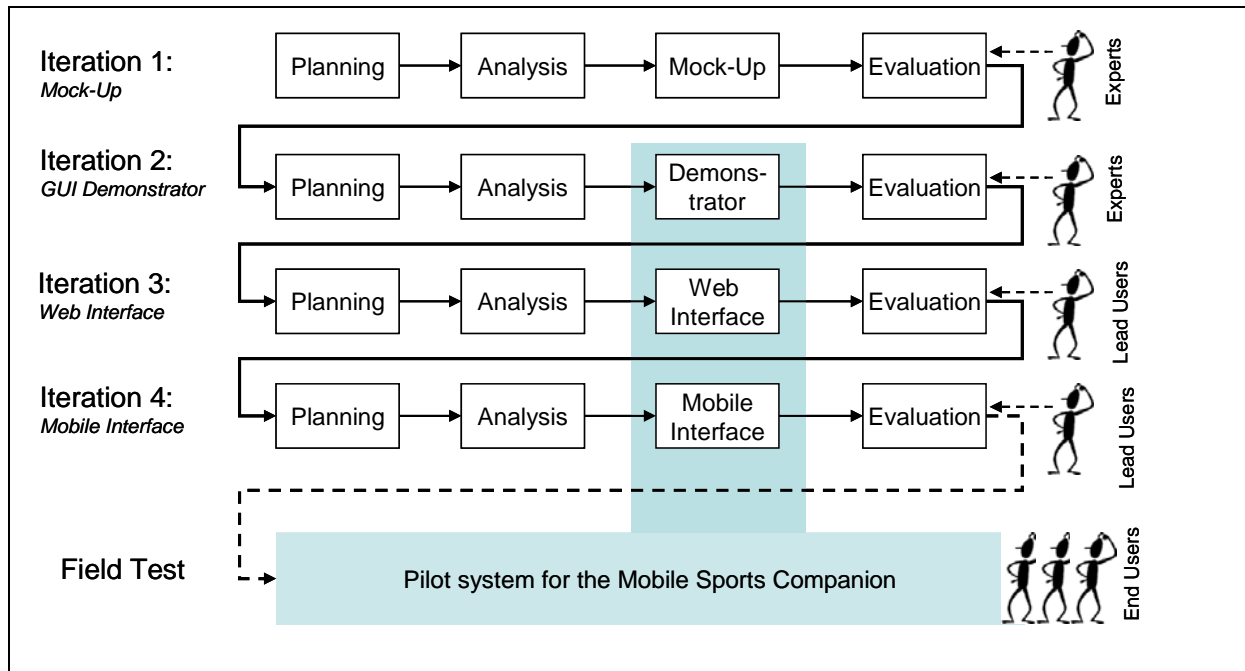 Iteration 1:
Mock-Up
Planning
Analysis
Mock-Up
Evaluation
Experts
Iteration 2:
GUI Demonstrator
Planning
Analysis
Demons-
trator
Evaluation
Experts
Iteration 3:
Web Interface
Planning
Analysis
Web
Interface
Evaluation
Lead Users
Iteration 4:
Mobile Interface
Planning
Analysis
Mobile
Interface
Evaluation
Lead Users
Field Test
Pilot system for the Mobile Sports Companion
End Users